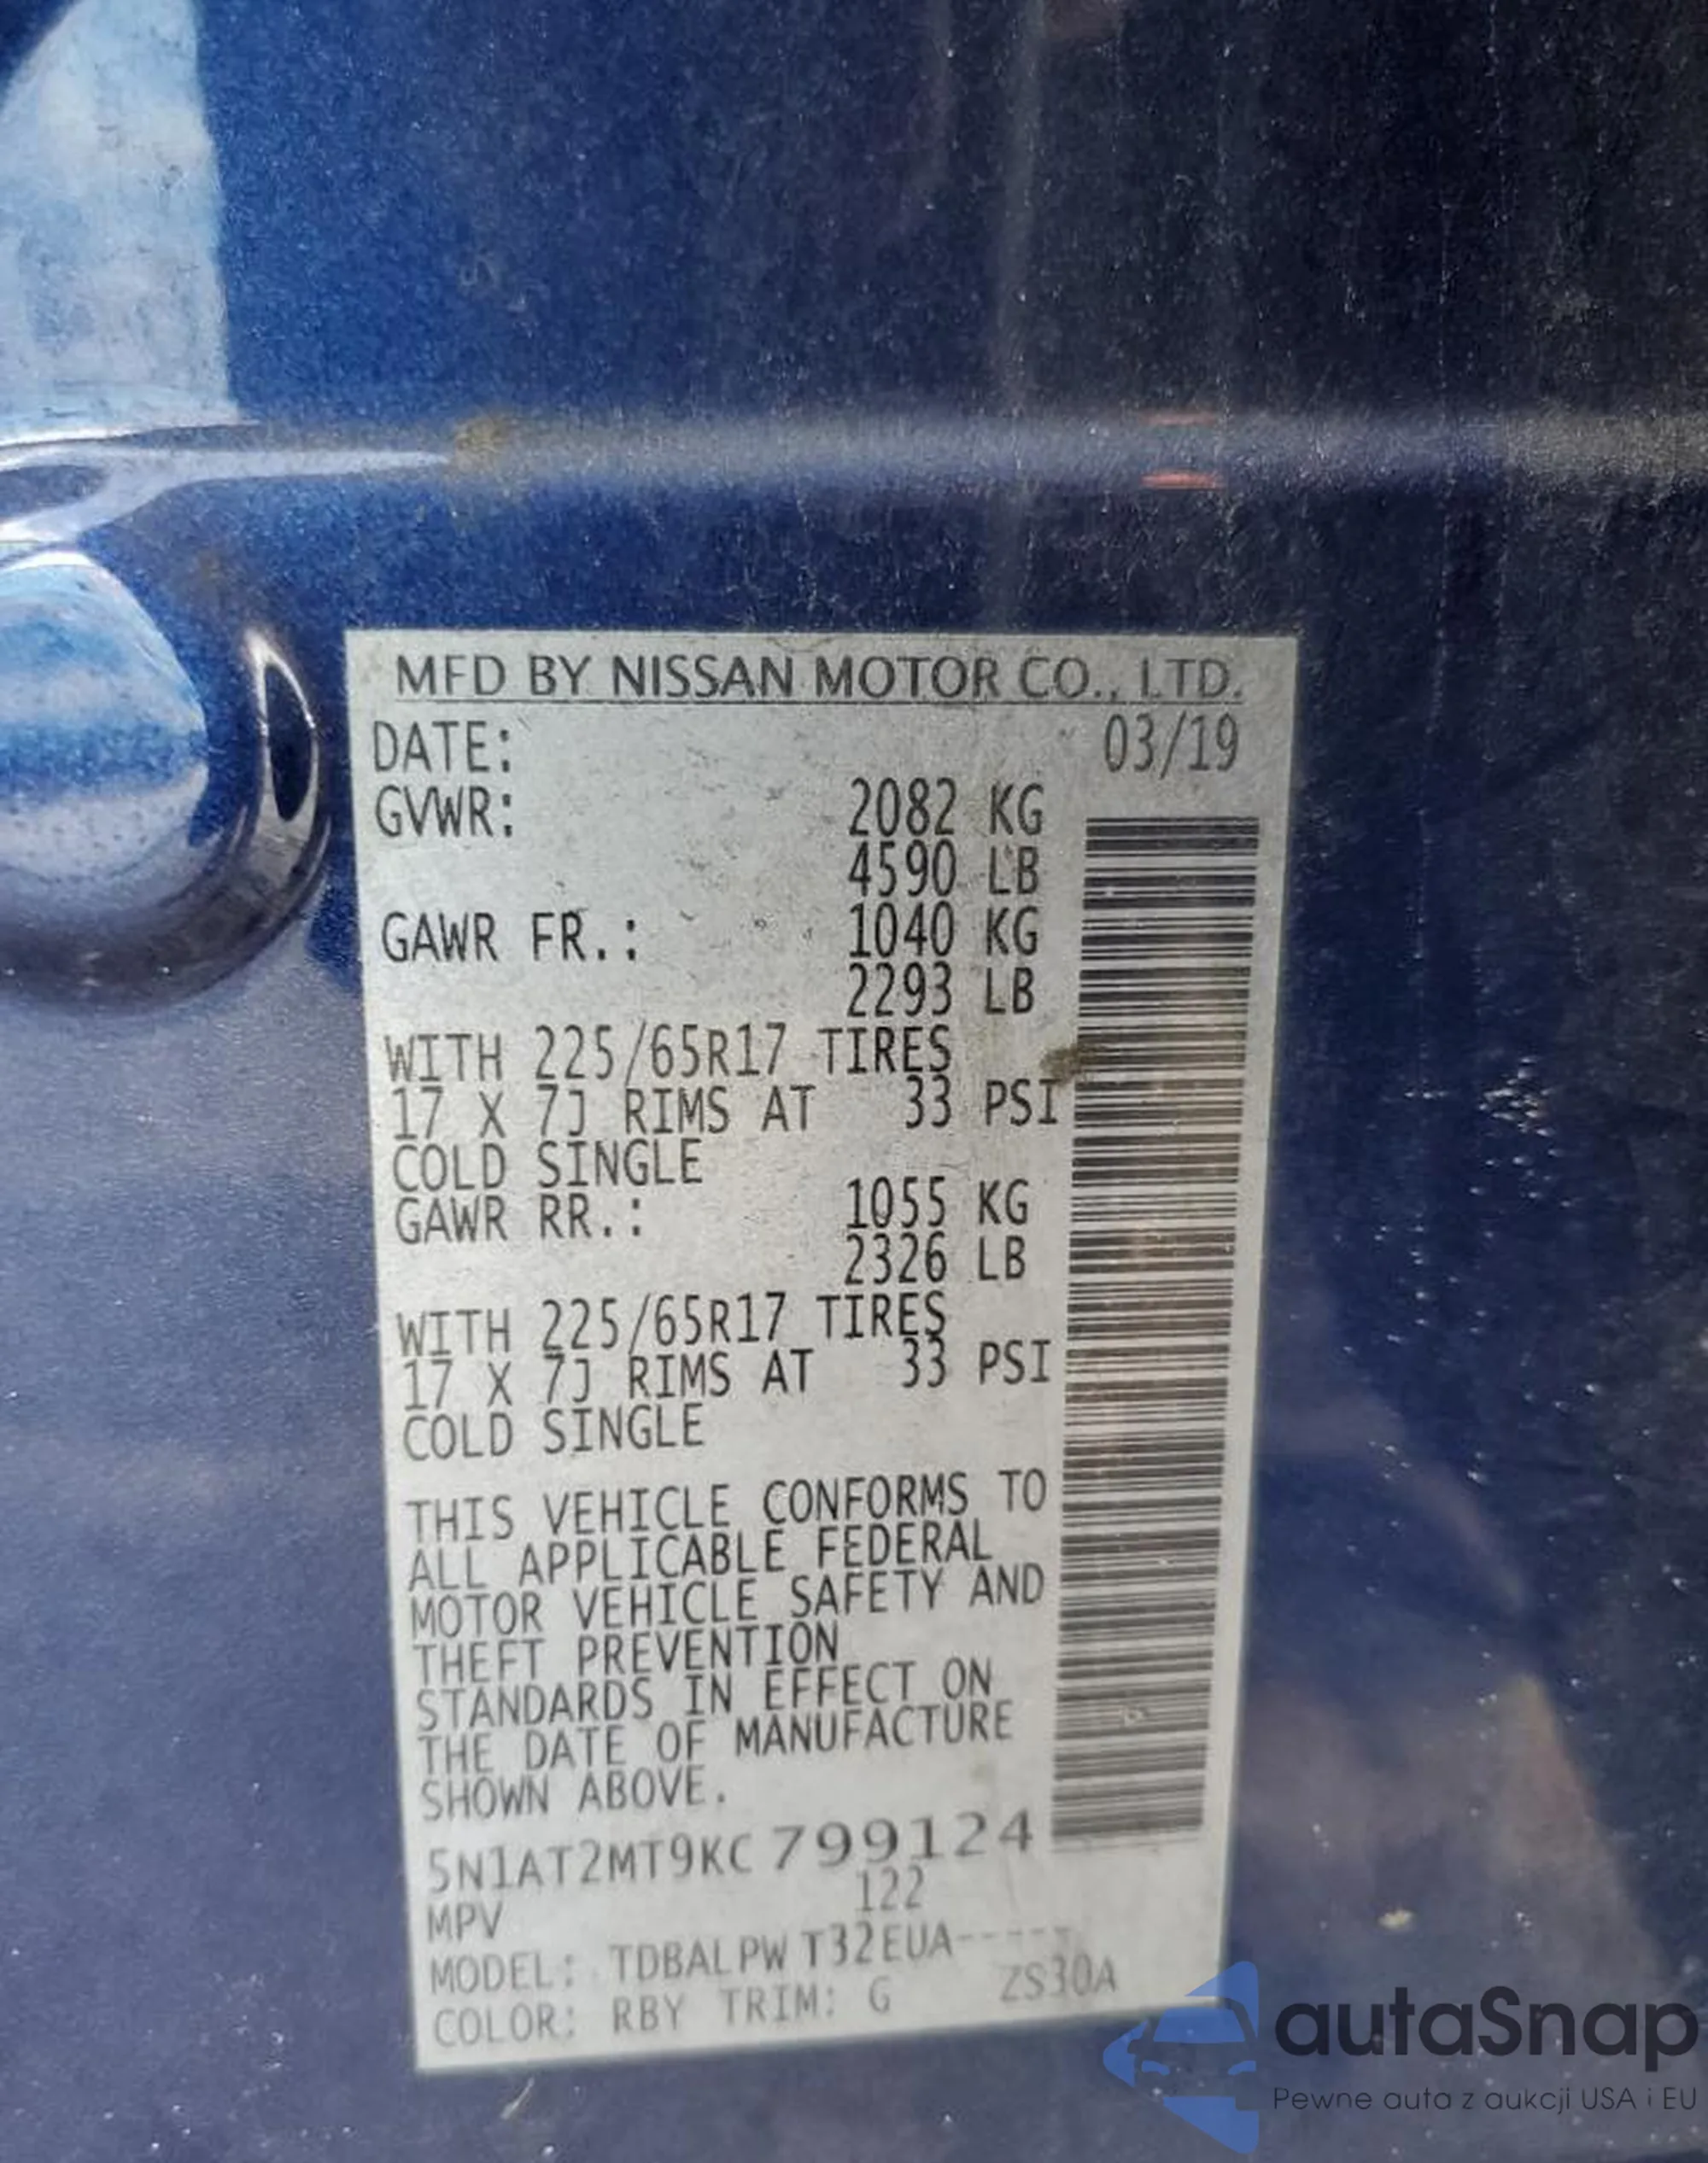 MFD BY NISSAN MOTOR CO., LTD.
DATE: 03/19
GVWR: 2082 KG
4590 LB
GAWR FR.: 1040 KG
2293 LB
WITH 225/65R17 TIRES
17 X 7J RIMS AT 33 PSI
COLD SINGLE
GAWR RR.: 1055 KG
2326 LB
WITH 225/65R17 TIRES
17 X 7J RIMS AT 33 PSI
COLD SINGLE
THIS VEHICLE CONFORMS TO
ALL APPLICABLE FEDERAL
MOTOR VEHICLE SAFETY AND
THEFT PREVENTION
STANDARDS IN EFFECT ON
THE DATE OF MANUFACTURE
SHOWN ABOVE.
5N1AT2MT9KC799124
MPV 122
MODEL: TDBALPW T32EUA-----
COLOR: RBY TRIM: G ZS30A
autaSnap
Pewne auta z aukcji USA i EU